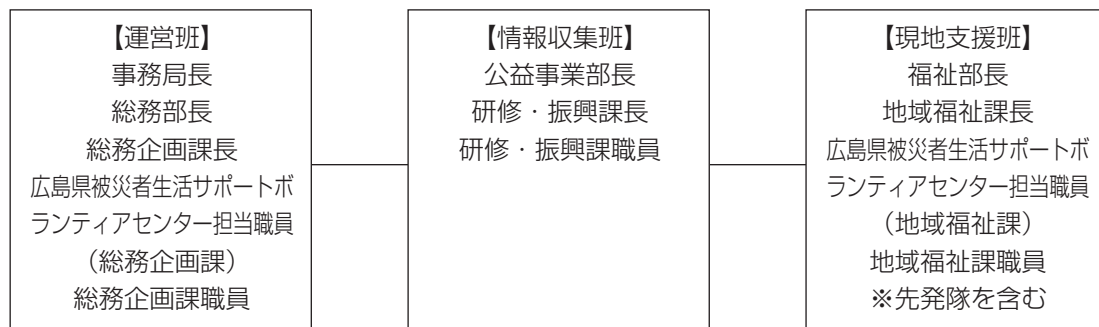 【運営班】
事務局長
総務部長
総務企画課長
広島県被災者生活サポートボ
ランティアセンター担当職員
（総務企画課）
総務企画課職員
【情報収集班】
公益事業部長
研修・振興課長
研修・振興課職員
【現地支援班】
福祉部長
地域福祉課長
広島県被災者生活サポートボ
ランティアセンター担当職員
（地域福祉課）
地域福祉課職員
※先発隊を含む